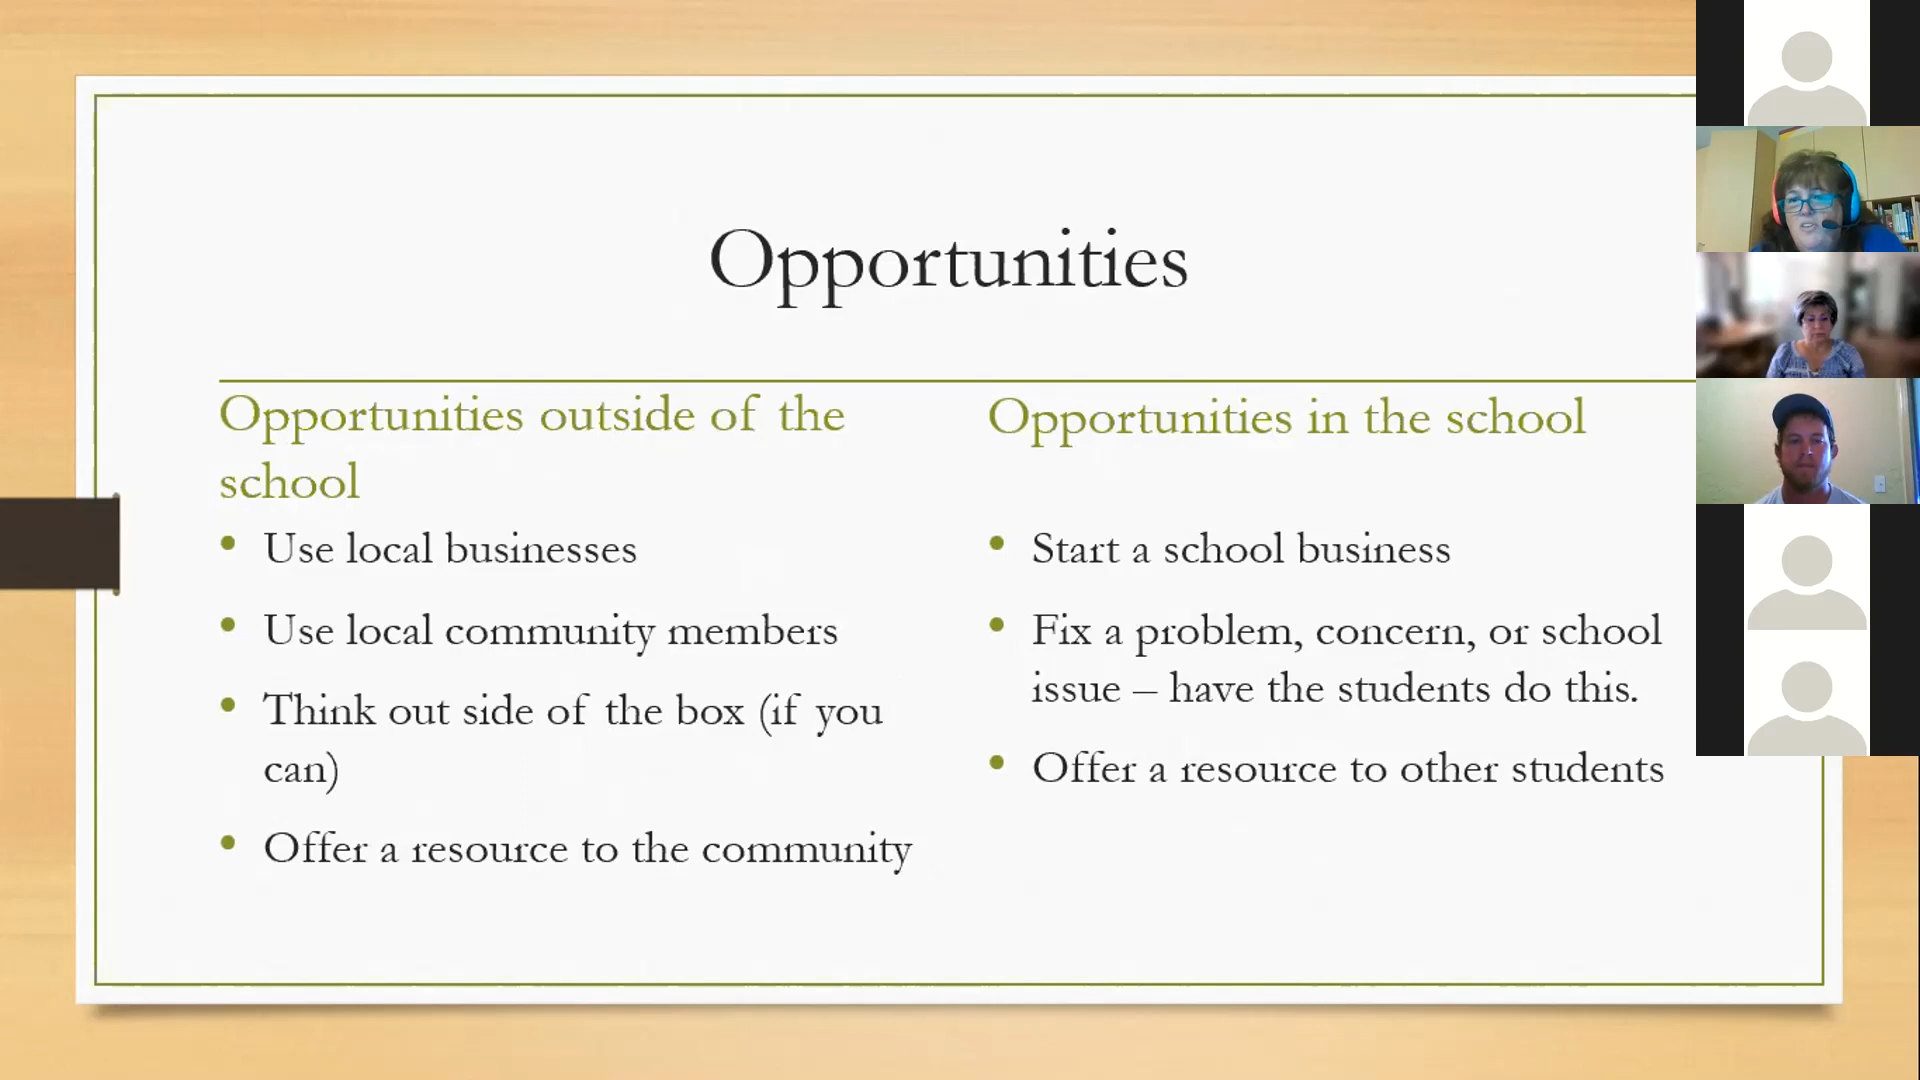 Opportunities
Opportunities outside of the
school
• Use local businesses
• Use local community members
• Think out side of the box (if you
can)
• Offer a resource to the community
Opportunities in the school
• Start a school business
• Fix a problem, concern, or school
issue – have the students do this.
• Offer a resource to other students